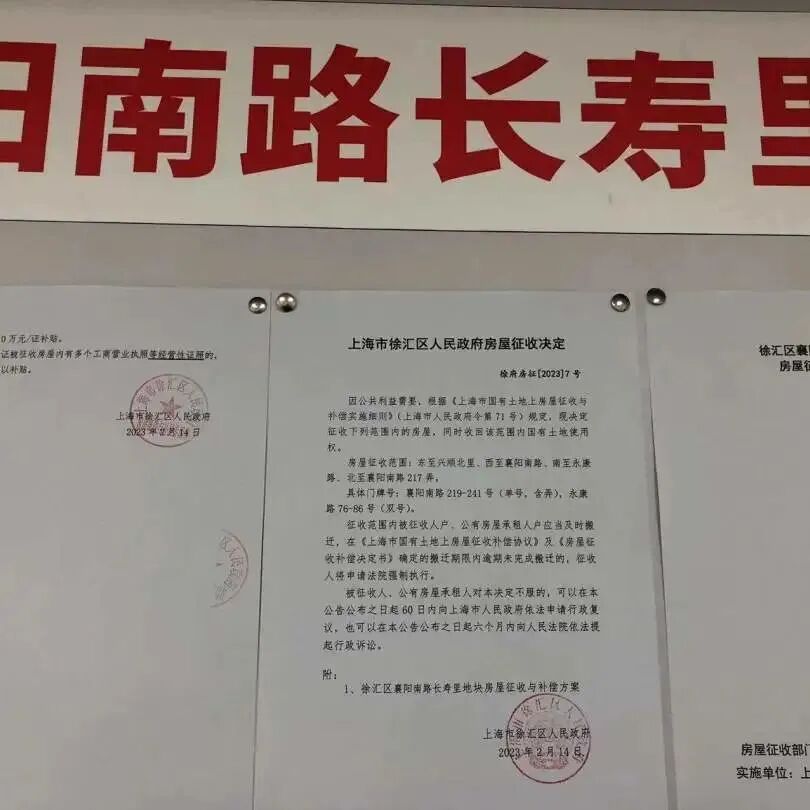 阳南路长寿里
0万元/证补贴。
证被征收房屋内有多个工商营业执照等经营性证照的,
以补贴。
上海市徐汇区人民政府
2023年2月14日
上海市徐汇区人民政府房屋征收决定
徐府房征[2023]7号
因公共利益需要,根据《上海市国有土地上房屋征收与
补偿实施细则》(上海市人民政府令第71号)规定,现决定
征收下列范围内的房屋,同时收回该范围内国有土地使用
权。
房屋征收范围:东至兴顺北里、西至襄阳南路、南至永康
路、北至襄阳南路217弄。
具体门牌号:襄阳南路219-241号(单号,含弄),永康
路76-86号(双号)。
征收范围内被征收人户、公有房屋承租人户应当及时搬
迁,在《上海市国有土地上房屋征收补偿协议》及《房屋征
收补偿决定书》确定的搬迁期限内逾期未完成搬迁的,征收
人将申请法院强制执行。
被征收人、公有房屋承租人对本决定不服的,可以在本
公告公布之日起60日内向上海市人民政府依法申请行政复
议,也可以在本公告公布之日起六个月内向人民法院依法提
起行政诉讼。
附:
1、徐汇区襄阳南路长寿里地块房屋征收与补偿方案
上海市徐汇区人民政府
2023年2月14日
徐汇区襄
房屋征
房屋征收部门
实施单位:上